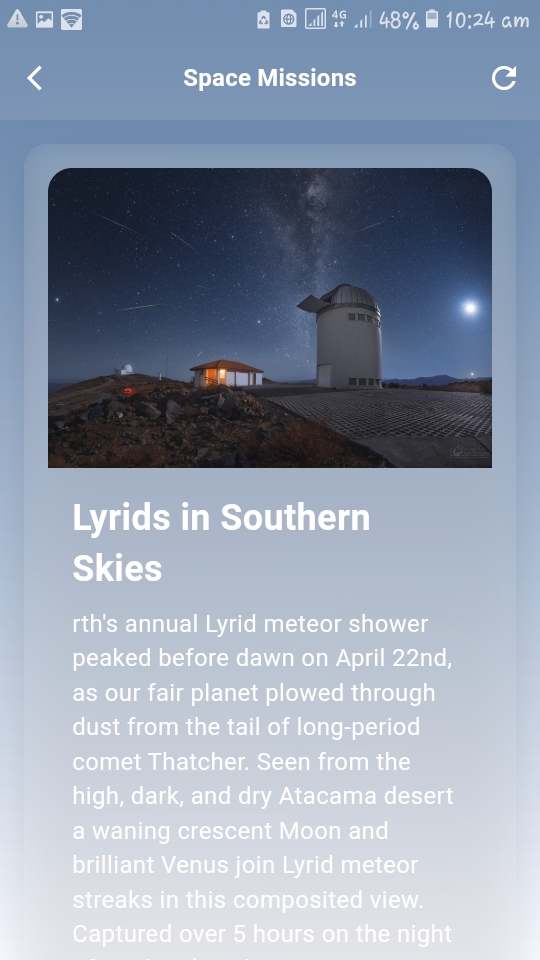 4G 48% 10:24 am
Space Missions
Lyrids in Southern
Skies
rth's annual Lyrid meteor shower
peaked before dawn on April 22nd,
as our fair planet plowed through
dust from the tail of long-period
comet Thatcher. Seen from the
high, dark, and dry Atacama desert
a waning crescent Moon and
brilliant Venus join Lyrid meteor
streaks in this composited view.
Captured over 5 hours on the night